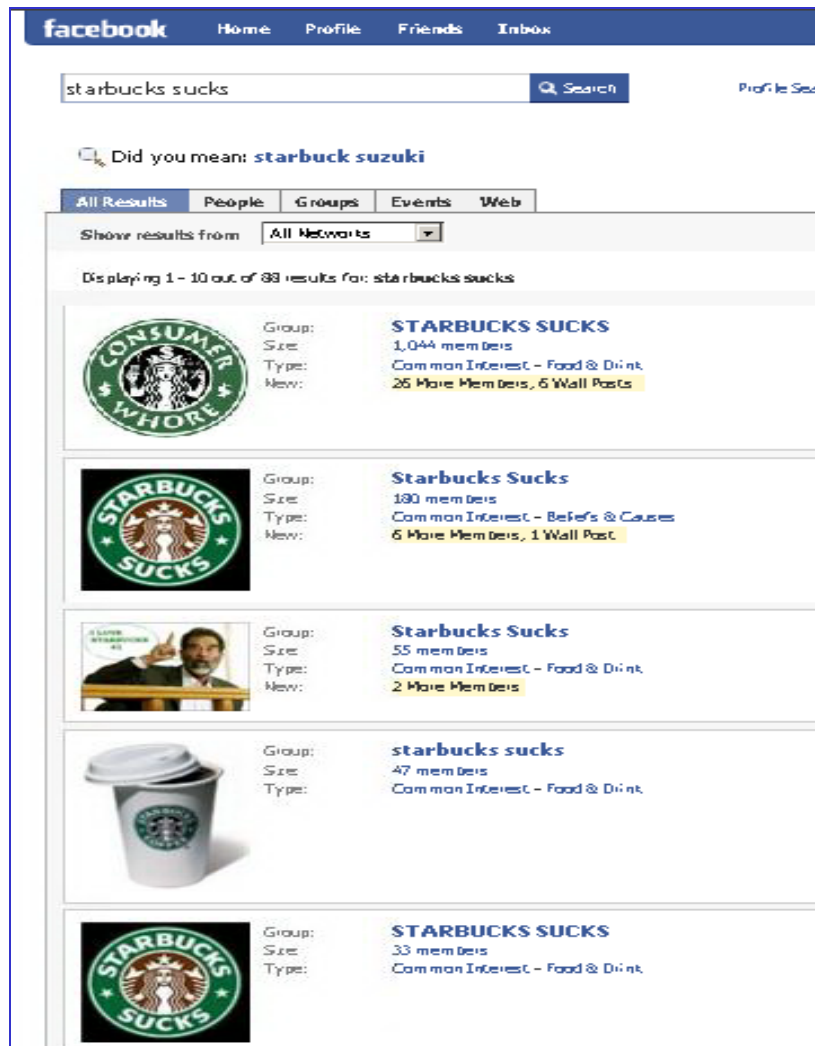 facebook Home Profile Friends Inbox
starbucks sucks Search Profile Sea
Did you mean: starbuck suzuki
All Results People Groups Events Web
Show results from All Networks
Displaying 1 - 10 out of 88 results for: starbucks sucks
CONSUMER
WHORE
Group: STARBUCKS SUCKS
Size: 1,044 members
Type: Common Interest - Food & Drink
New: 26 More Members, 6 Wall Posts
STARBUCKS
SUCKS
Group: Starbucks Sucks
Size: 180 members
Type: Common Interest - Beliefs & Causes
New: 6 More Members, 1 Wall Post
I LOVE
STARBUCKS
Group: Starbucks Sucks
Size: 55 members
Type: Common Interest - Food & Drink
New: 2 More Members
Group: starbucks sucks
Size: 47 members
Type: Common Interest - Food & Drink
STARBUCKS
SUCKS
Group: STARBUCKS SUCKS
Size: 33 members
Type: Common Interest - Food & Drink